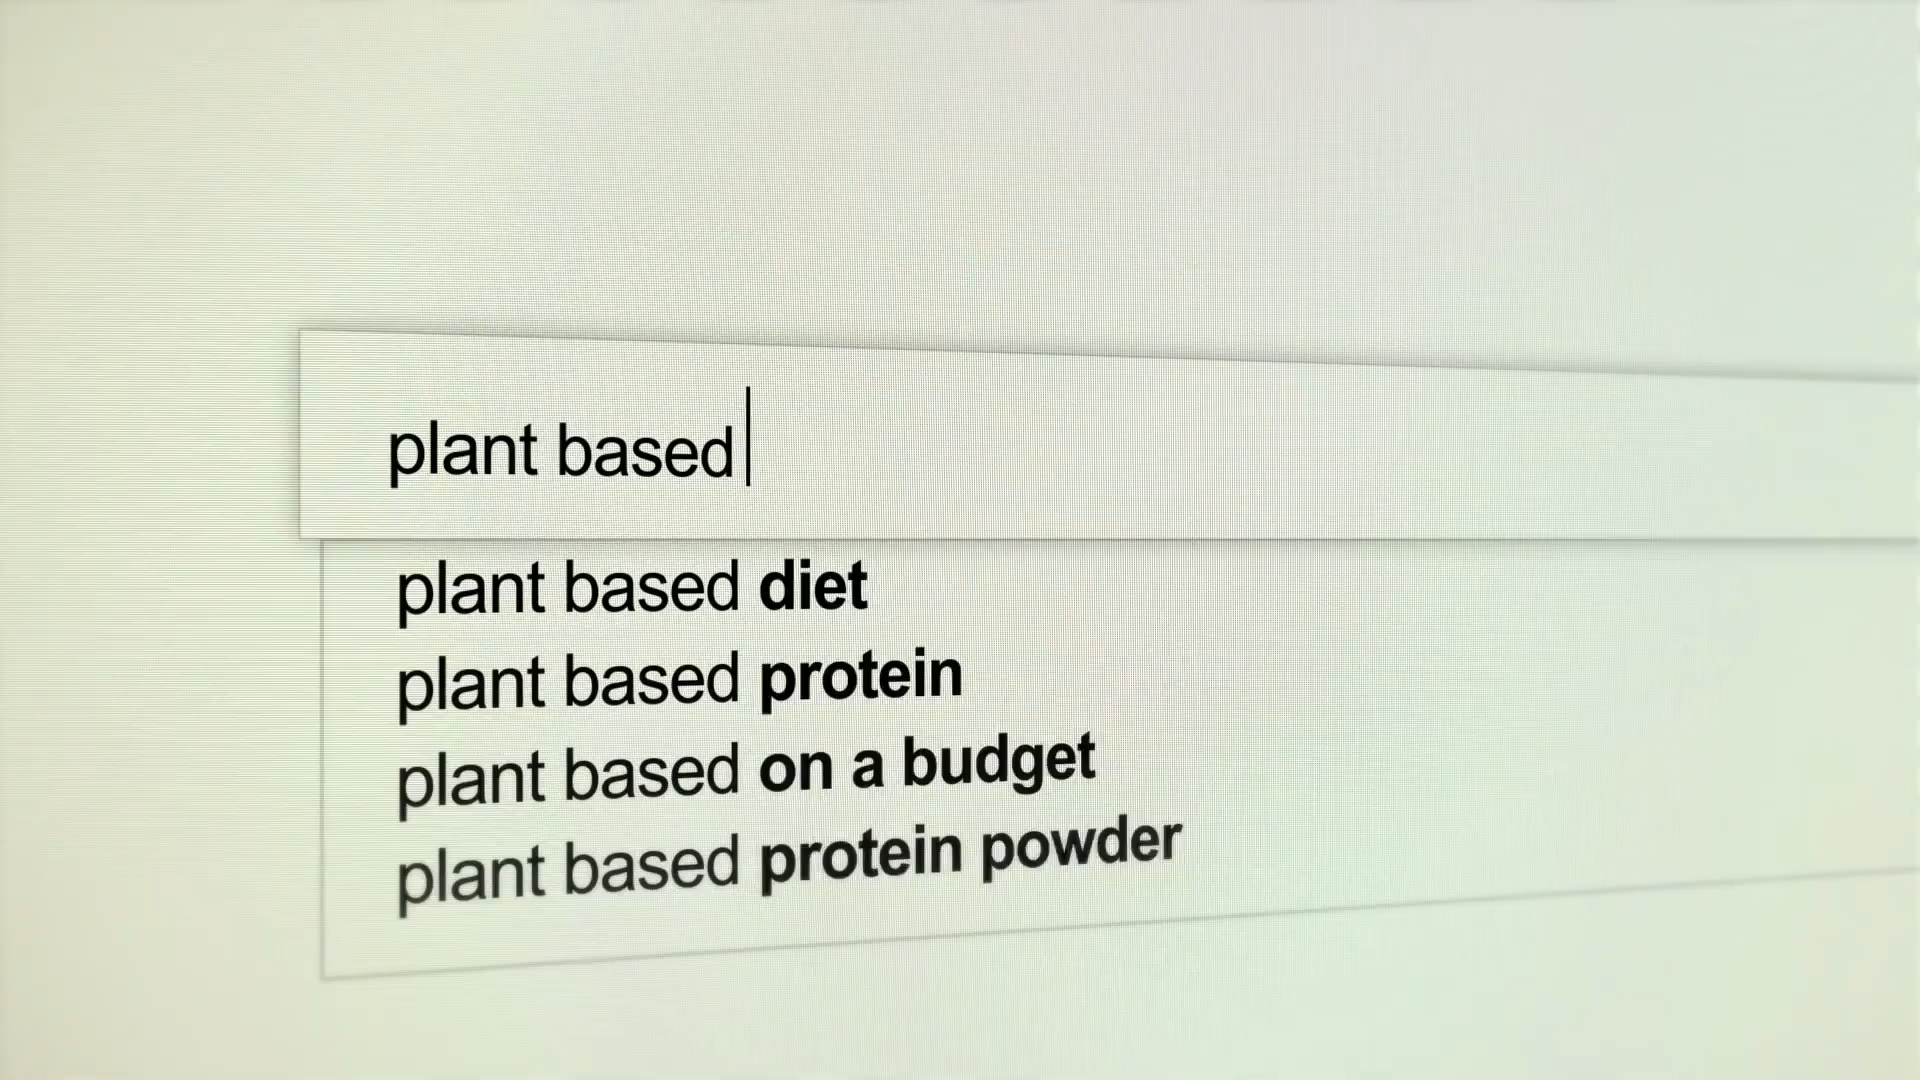 plant based
plant based diet
plant based protein
plant based on a budget
plant based protein powder